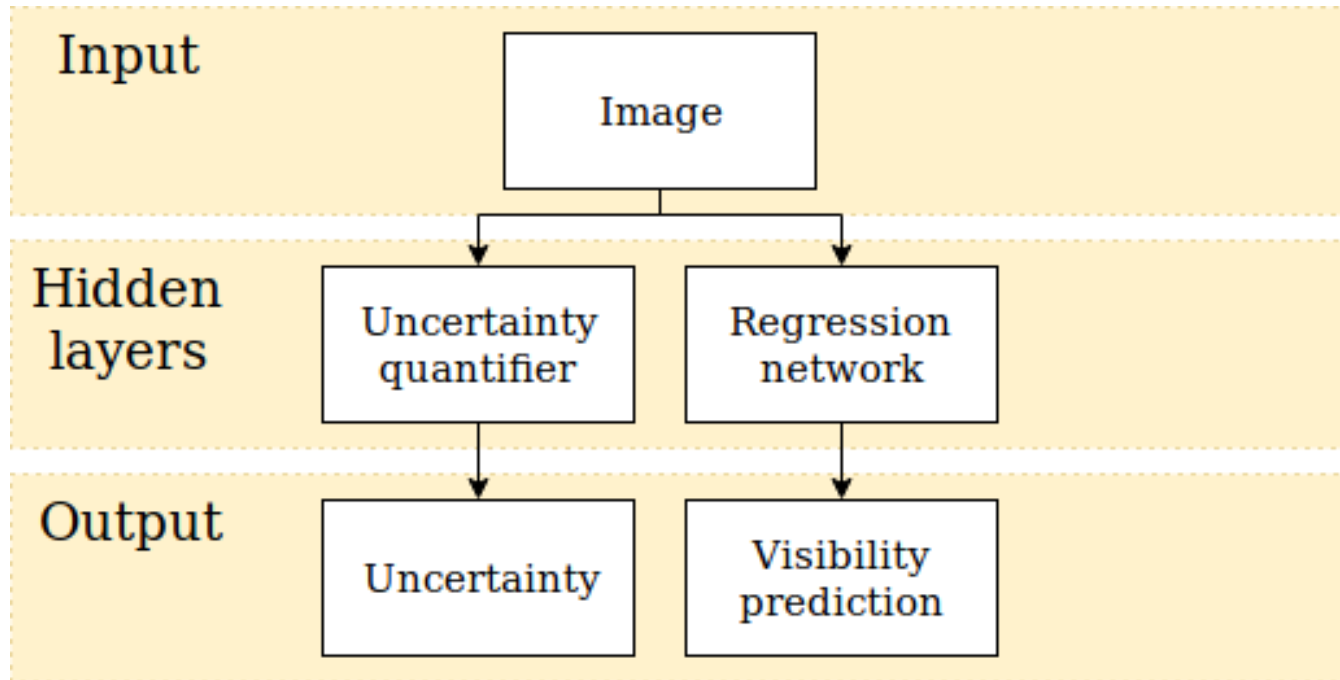 Input
Image
Hidden
layers
Uncertainty
quantifier
Regression
network
Output
Uncertainty
Visibility
prediction